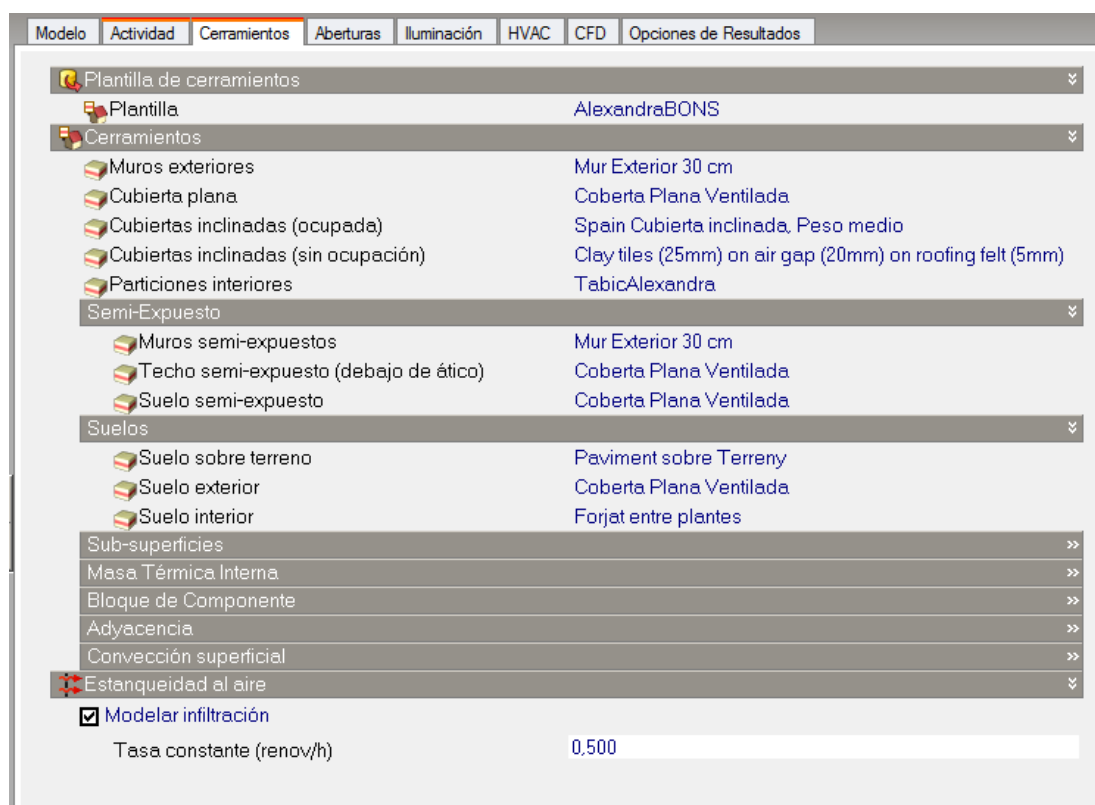 Modelo Actividad Cerramientos Aberturas Iluminación HVAC CFD Opciones de Resultados
Plantilla de cerramientos
Plantilla AlexandraBONS
Cerramientos
Muros exteriores Mur Exterior 30 cm
Cubierta plana Coberta Plana Ventilada
Cubiertas inclinadas (ocupada) Spain Cubierta inclinada, Peso medio
Cubiertas inclinadas (sin ocupación) Clay tiles (25mm) on air gap (20mm) on roofing felt (5mm)
Particiones interiores TabicAlexandra
Semi-Expuesto
Muros semi-expuestos Mur Exterior 30 cm
Techo semi-expuesto (debajo de ático) Coberta Plana Ventilada
Suelo semi-expuesto Coberta Plana Ventilada
Suelos
Suelo sobre terreno Paviment sobre Terreny
Suelo exterior Coberta Plana Ventilada
Suelo interior Forjat entre plantes
Sub-superficies
Masa Térmica Interna
Bloque de Componente
Adyacencia
Convección superficial
Estanqueidad al aire
Modelar infiltración
Tasa constante (renov/h) 0,500